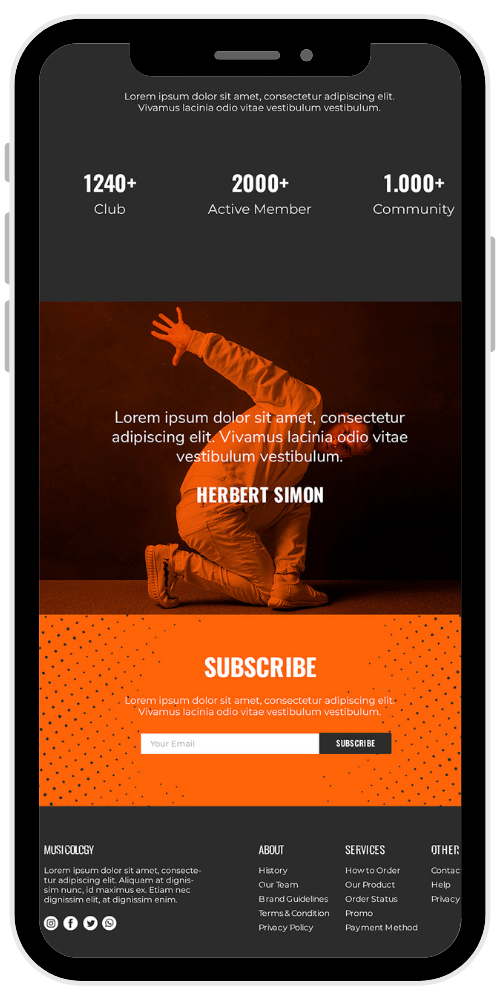 Lorem ipsum dolor sit amet, consectetur adipiscing elit.
Vivamus lacinia odio vitae vestibulum vestibulum.
1240+
2000+
1.000+
Club
Active Member
Community
Lorem ipsum dolor sit amet, consectetur
adipiscing elit. Vivamus lacinia odio vitae
vestibulum vestibulum.
HERBERT SIMON
SUBSCRIBE
Lorem ipsum dolor sit amet, consectetur adipiscing elit.
Vivamus lacinia odio vitae vestibulum vestibulum.
Your Email
SUBSCRIBE
MUSICOLCGY
Lorem ipsum dolor sit amet, consecte-
tur adipiscing elit. Aliquam at dignis-
sim nunc, id maximus ex. Etiam nec
dignissim elit, at dignissim enim.
ABOUT
History
Our Team
Brand Guidelines
Terms & Condition
Privacy Policy
SERVICES
How to Order
Our Product
Order Status
Promo
Payment Method
OTHER
Contac
Help
Privacy